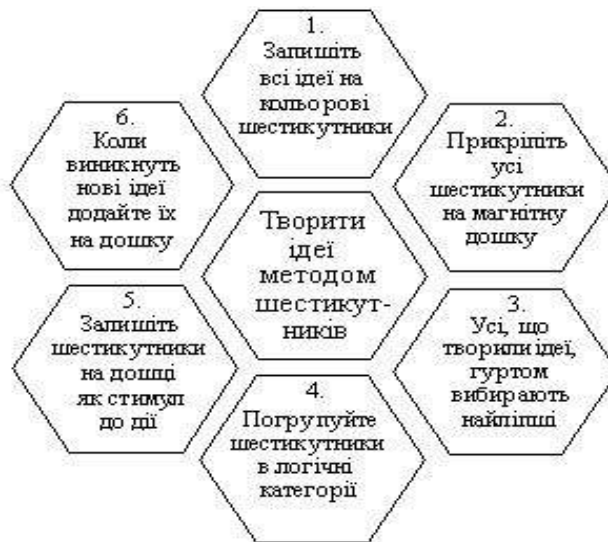 1.
Запишіть
всі ідеї на
кольорові
шестикутники
2.
Прикріпіть
усі
шестикутники
на магнітну
дошку
3.
Усі, що
творили ідеї,
гуртом
вибирають
найліпші
4.
Погрупуйте
шестикутники
в логічні
категорії
5.
Запишіть
шестикутники
на дошці
як стимул
до дії
6.
Коли
виникнуть
нові ідеї
додайте їх
на дошку
Творити
ідеї
методом
шестикут-
ників